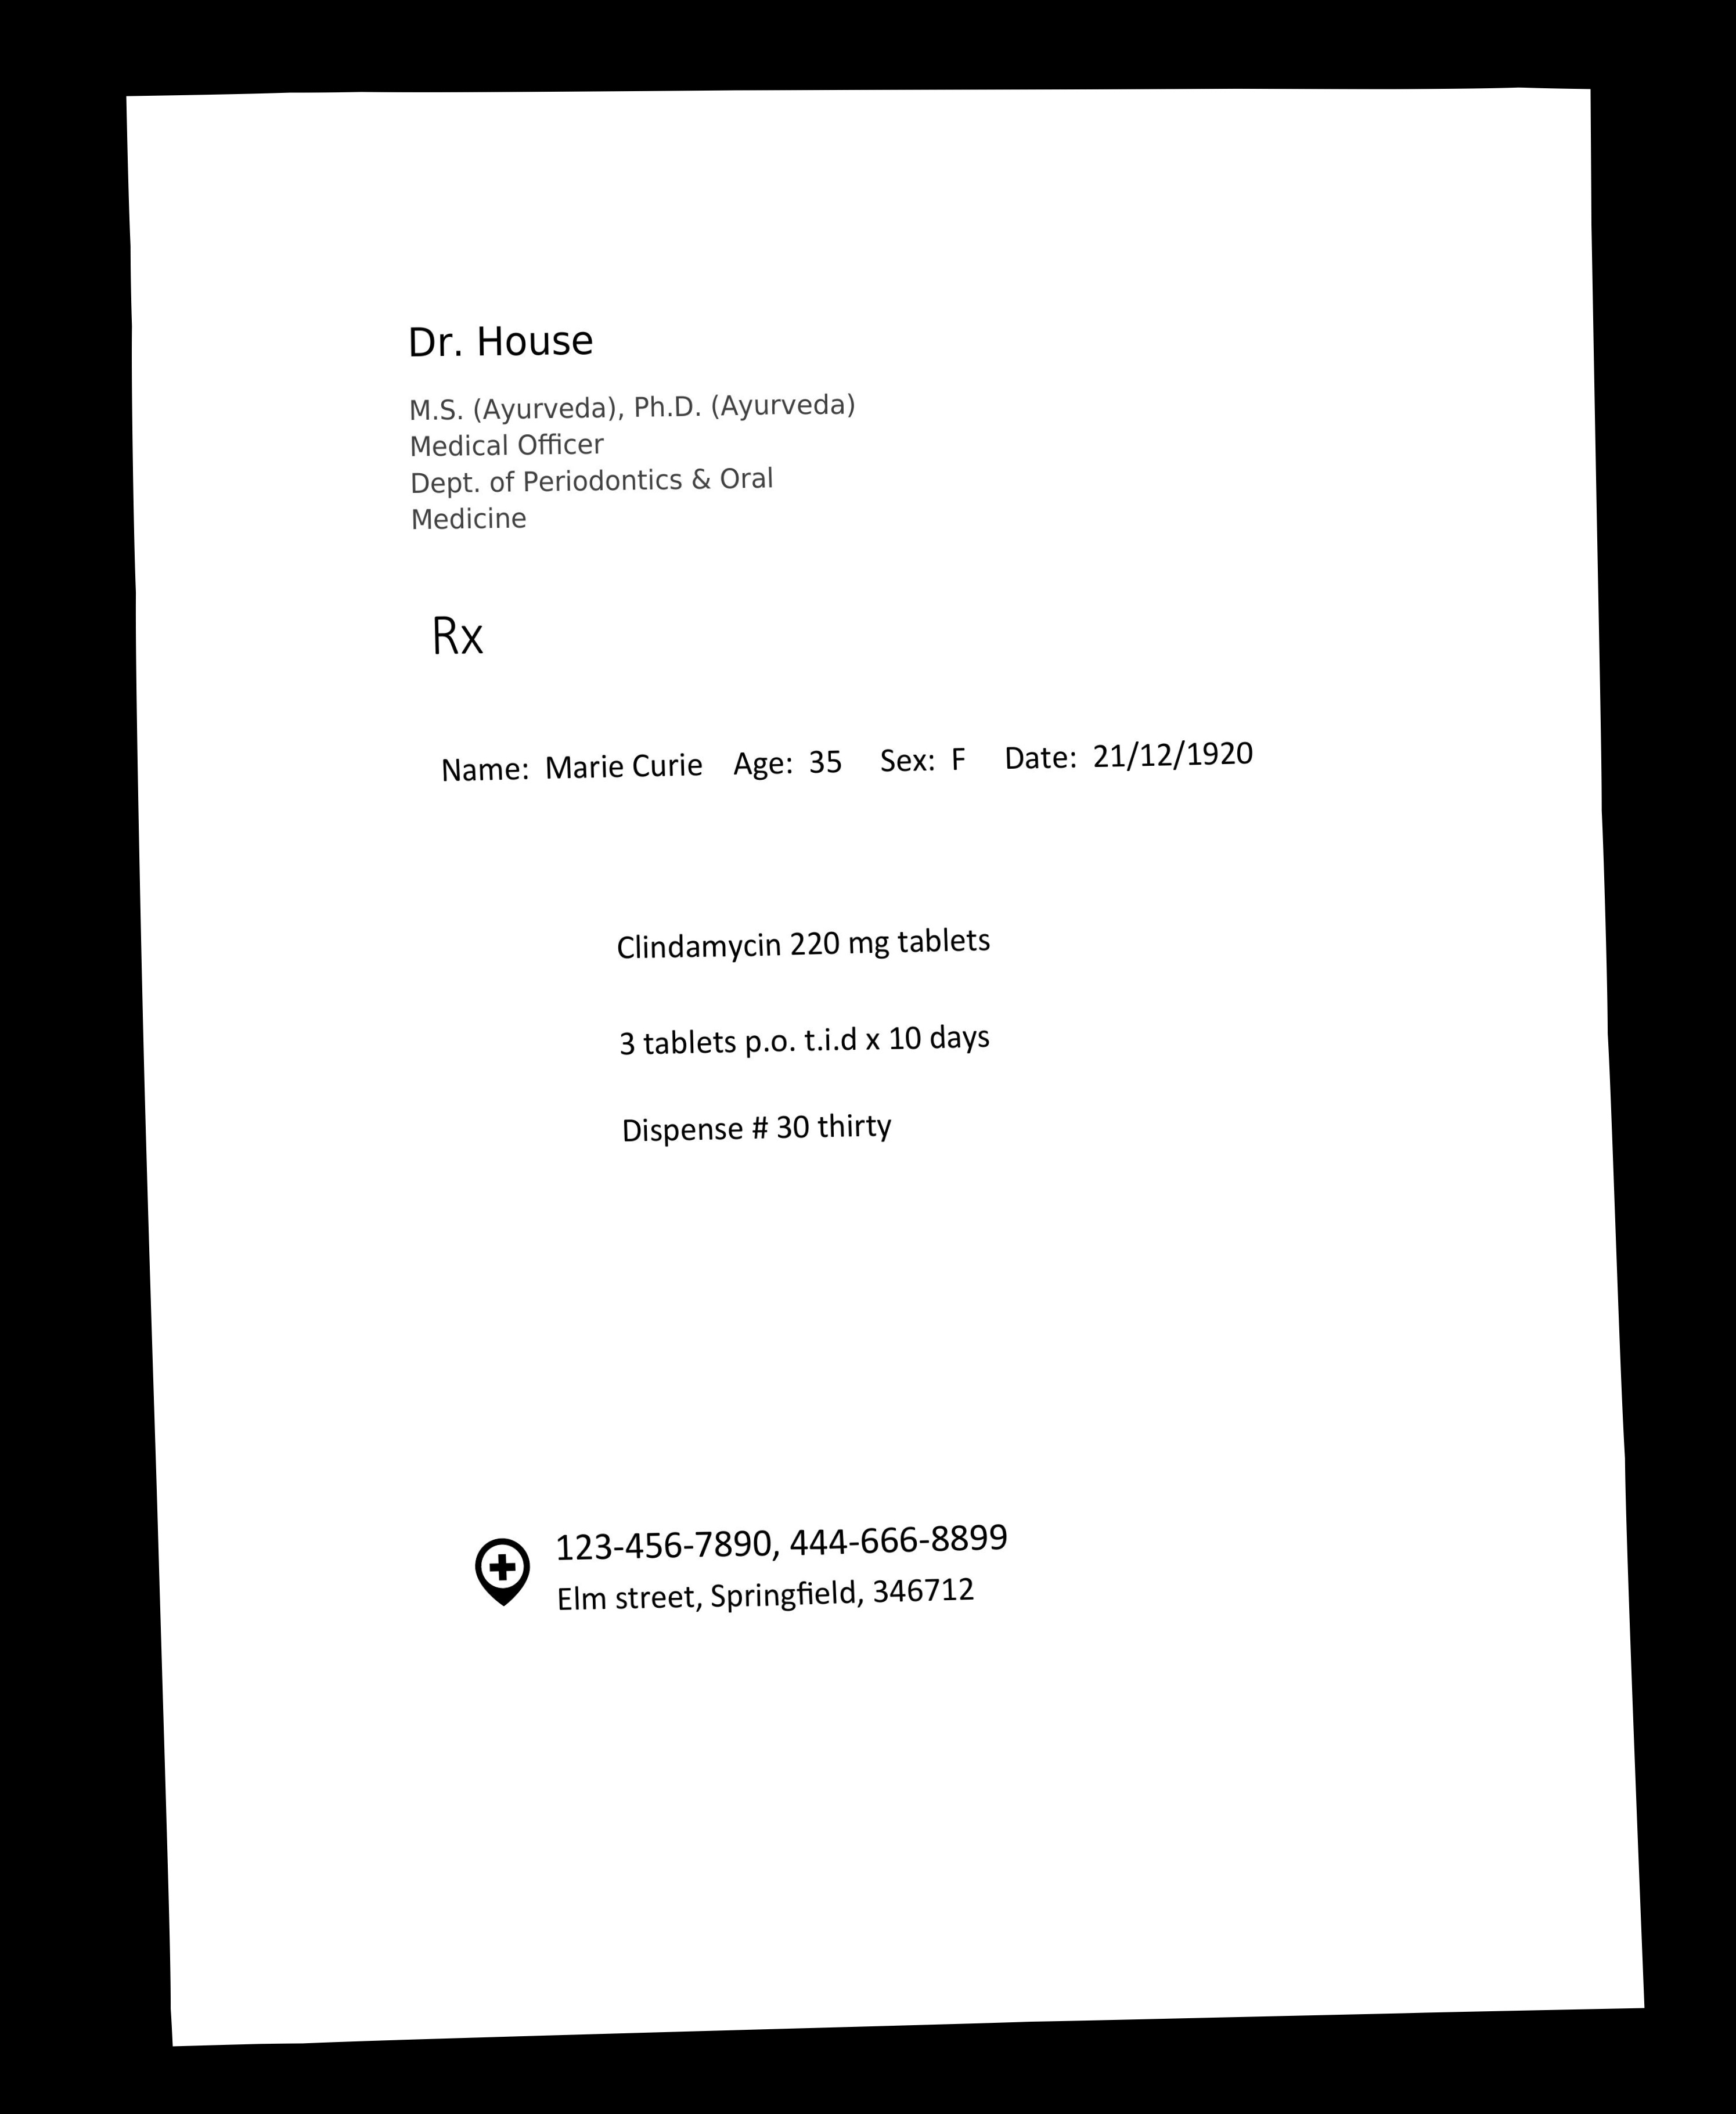 Dr. House
M.S. (Ayurveda), Ph.D. (Ayurveda)
Medical Officer
Dept. of Periodontics & Oral
Medicine
Rx
Name: Marie Curie Age: 35 Sex: F Date: 21/12/1920
Clindamycin 220 mg tablets
3 tablets p.o. t.i.d x 10 days
Dispense # 30 thirty
123-456-7890, 444-666-8899
Elm street, Springfield, 346712